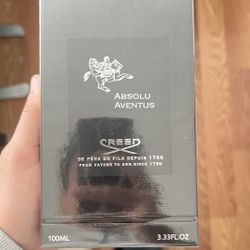 ABSOLU
AVENTUS
CREED
DE PÈRE EN FILS DEPUIS 1760
FROM FATHER TO SON SINCE 1760
100ML 3.33FL.OZ